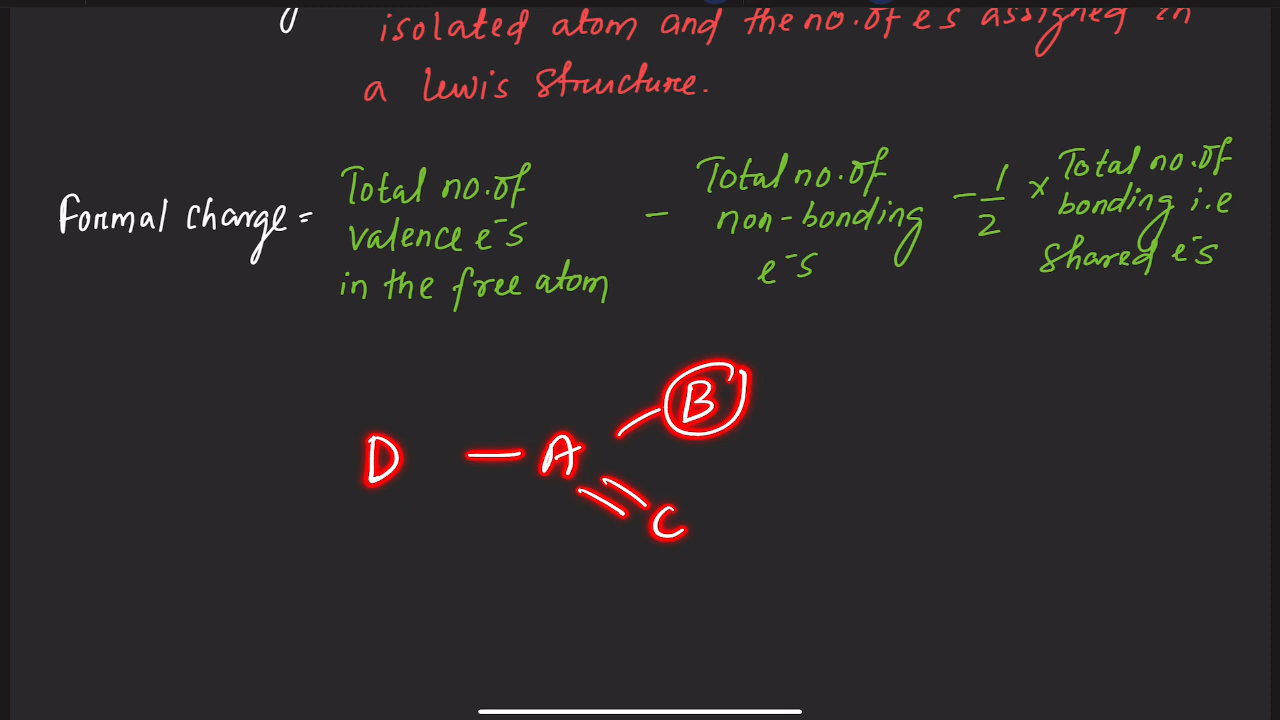 isolated atom and the no. of e s assigned in
a lewis structure.
Formal charge = Total no. of valence e⁻s in the free atom - Total no. of non-bonding e⁻s - 1/2 × Total no. of bonding i.e shared e⁻s
B
D - A
C